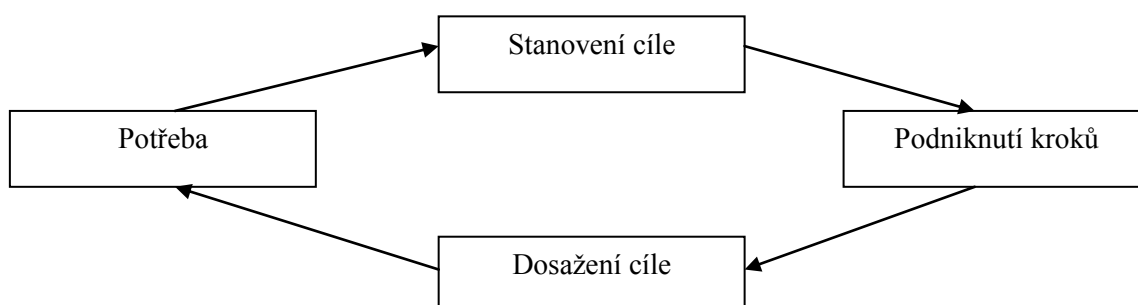 Stanovení cíle
Potřeba
Podniknutí kroků
Dosažení cíle